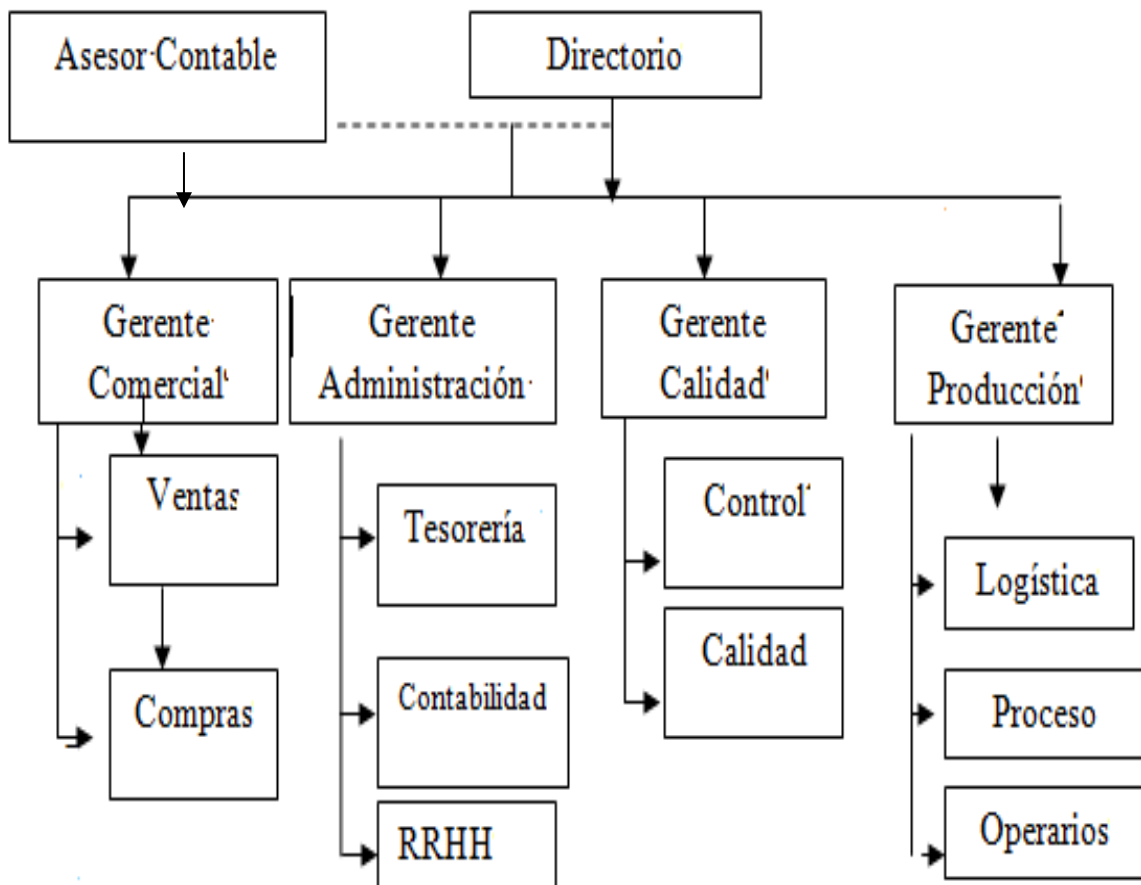 Asesor·Contable
Directorio
Gerente
Comercial
Gerente
Administración
Gerente
Calidad
Gerente
Producción
Ventas
Compras
Tesorería
Contabilidad
RRHH
Control
Calidad
Logística
Proceso
Operarios